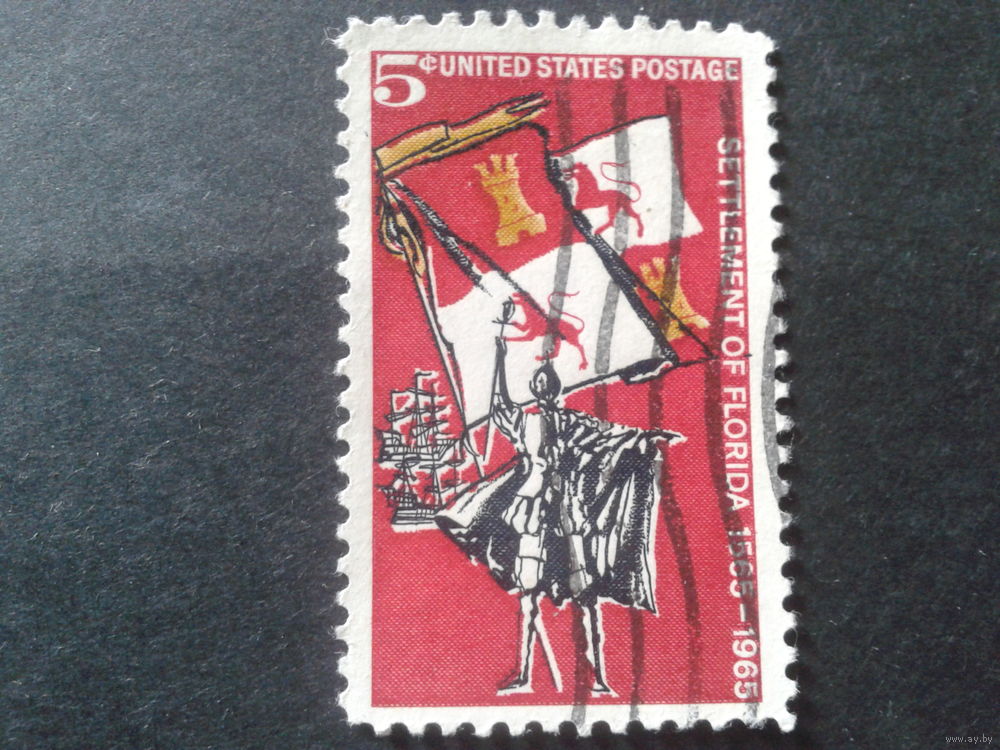 5¢ UNITED STATES POSTAGE
SETTLEMENT OF FLORIDA 1565–1965
www.ay.by